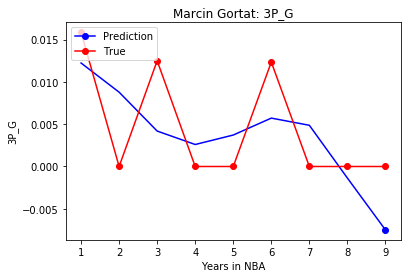 Marcin Gortat: 3P_G
Prediction
True
0.015
0.010
0.005
0.000
−0.005
3P_G
1 2 3 4 5 6 7 8 9
Years in NBA